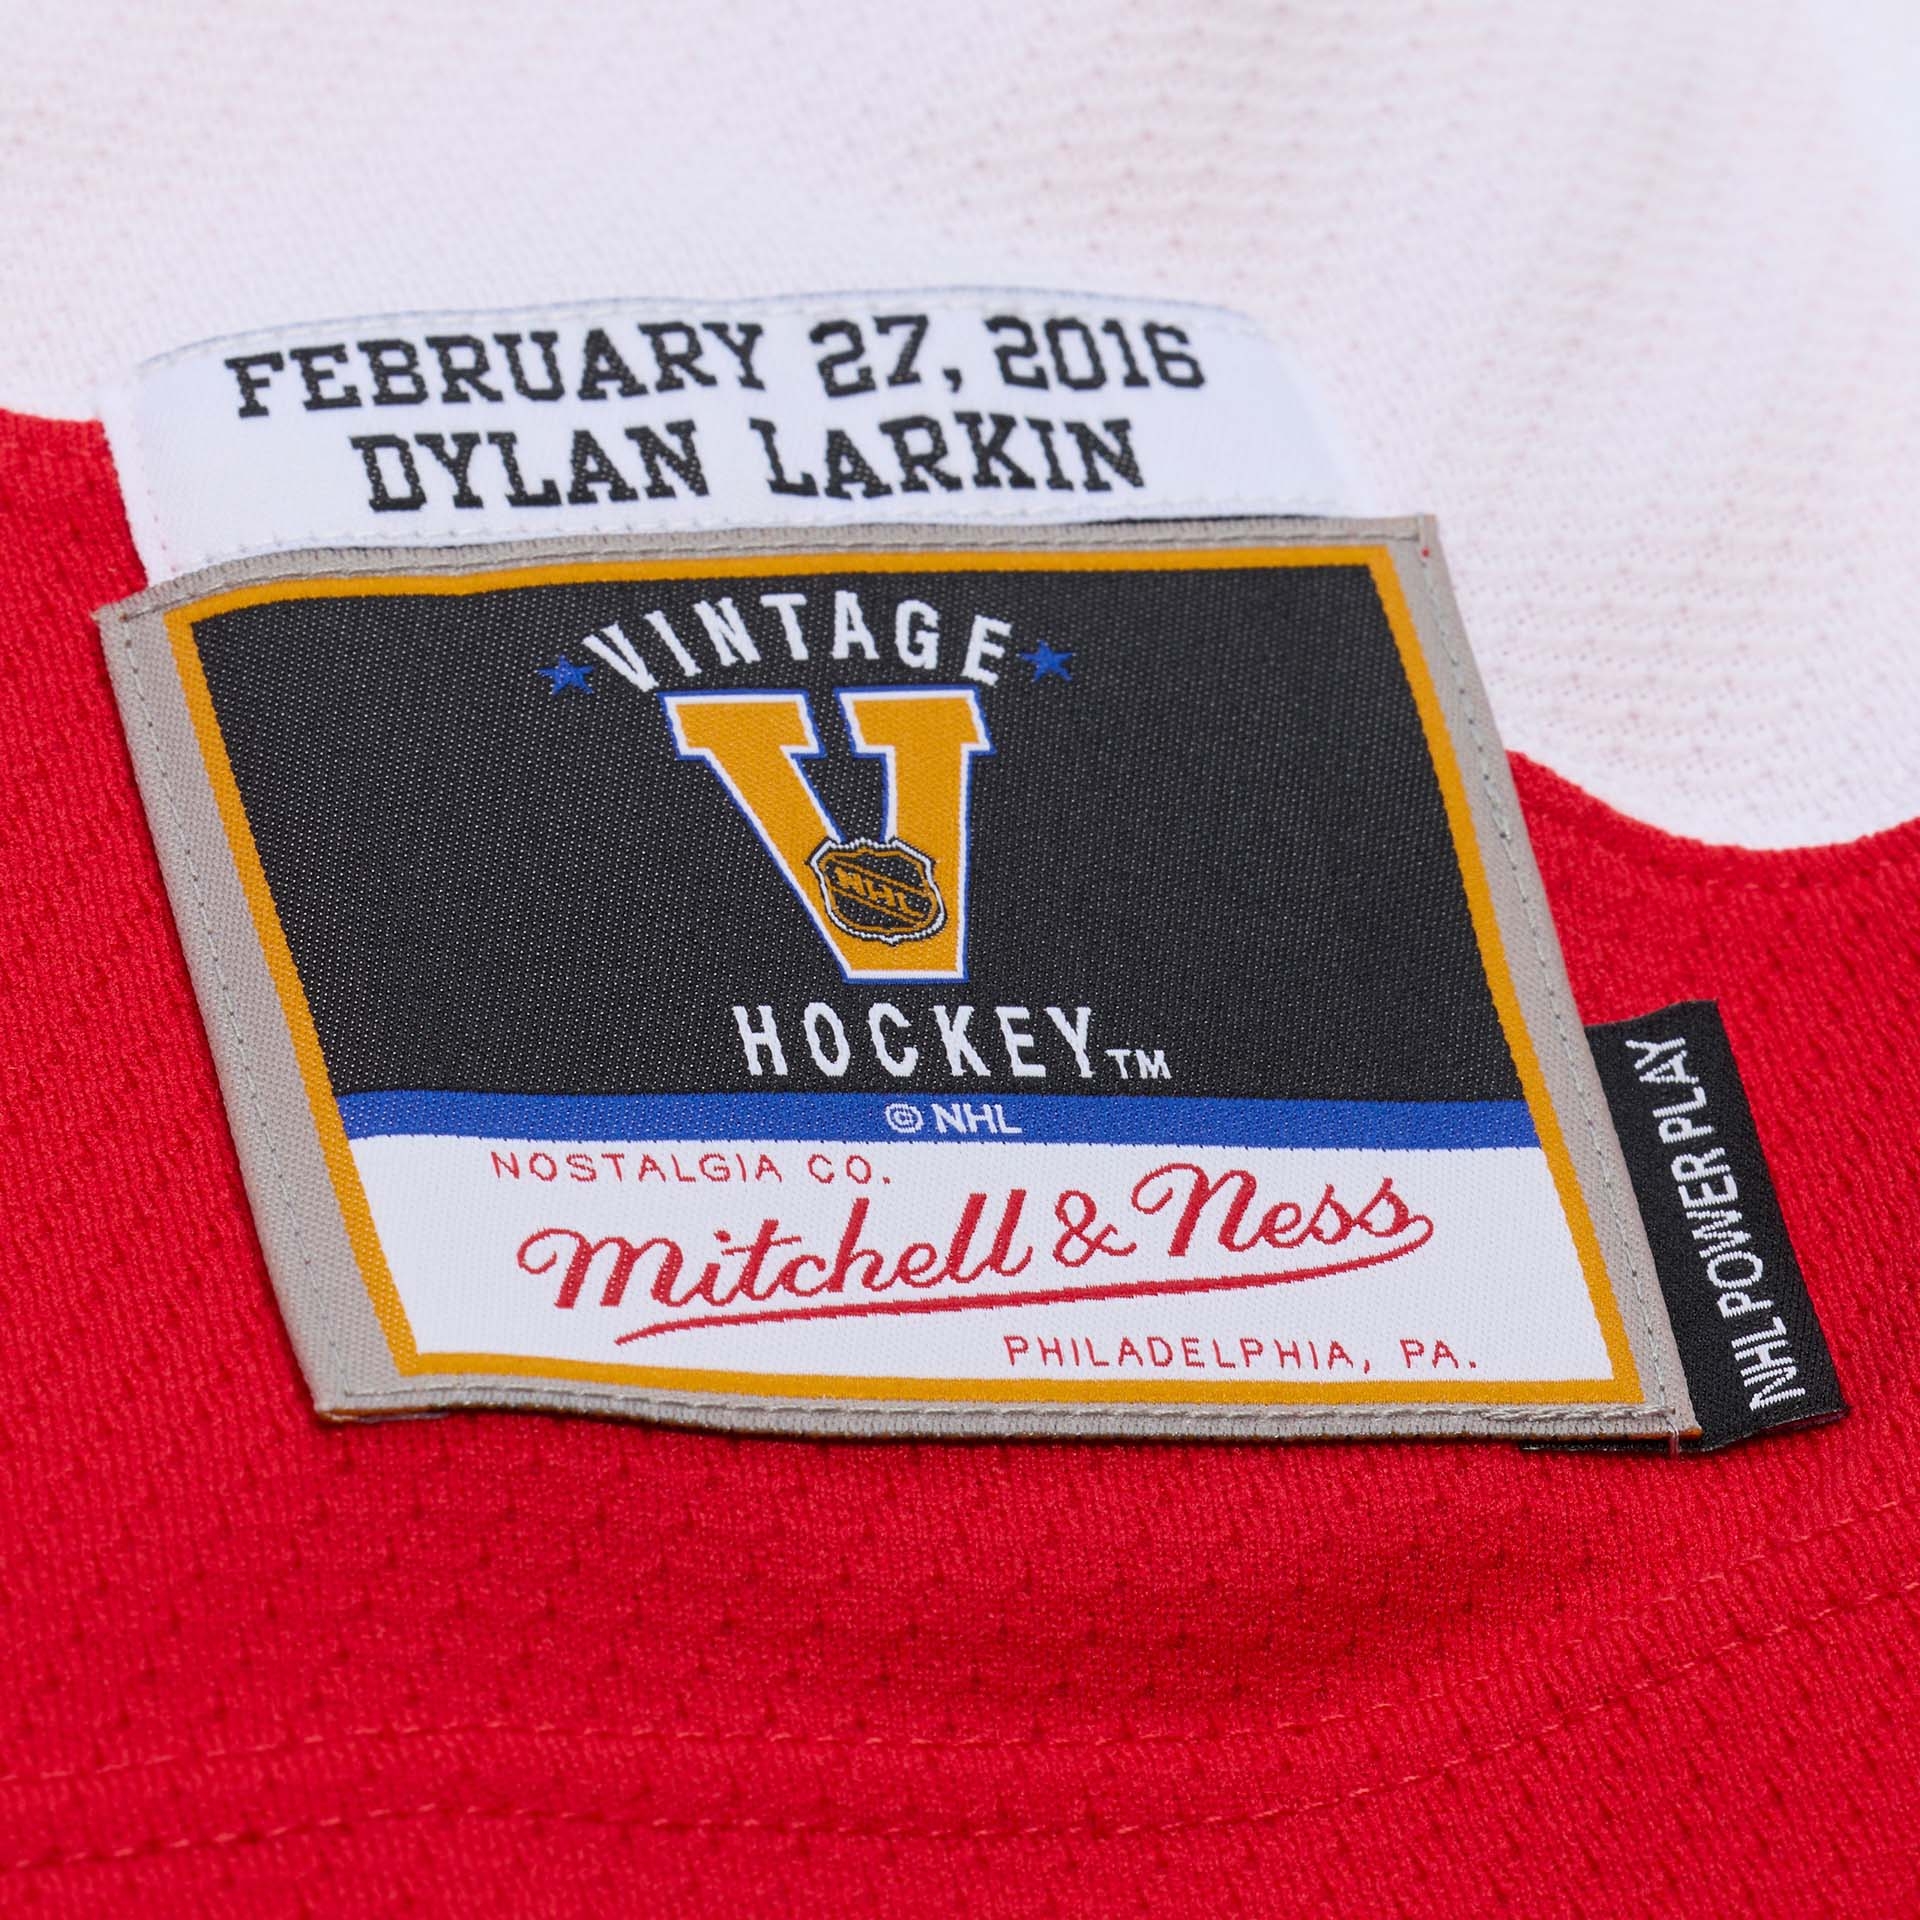 FEBRUARY 27, 2016
DYLAN LARKIN
VINTAGE
V
NHL
HOCKEY™
© NHL
NOSTALGIA CO.
Mitchell & Ness
PHILADELPHIA, PA.
NHL POWER PLAY